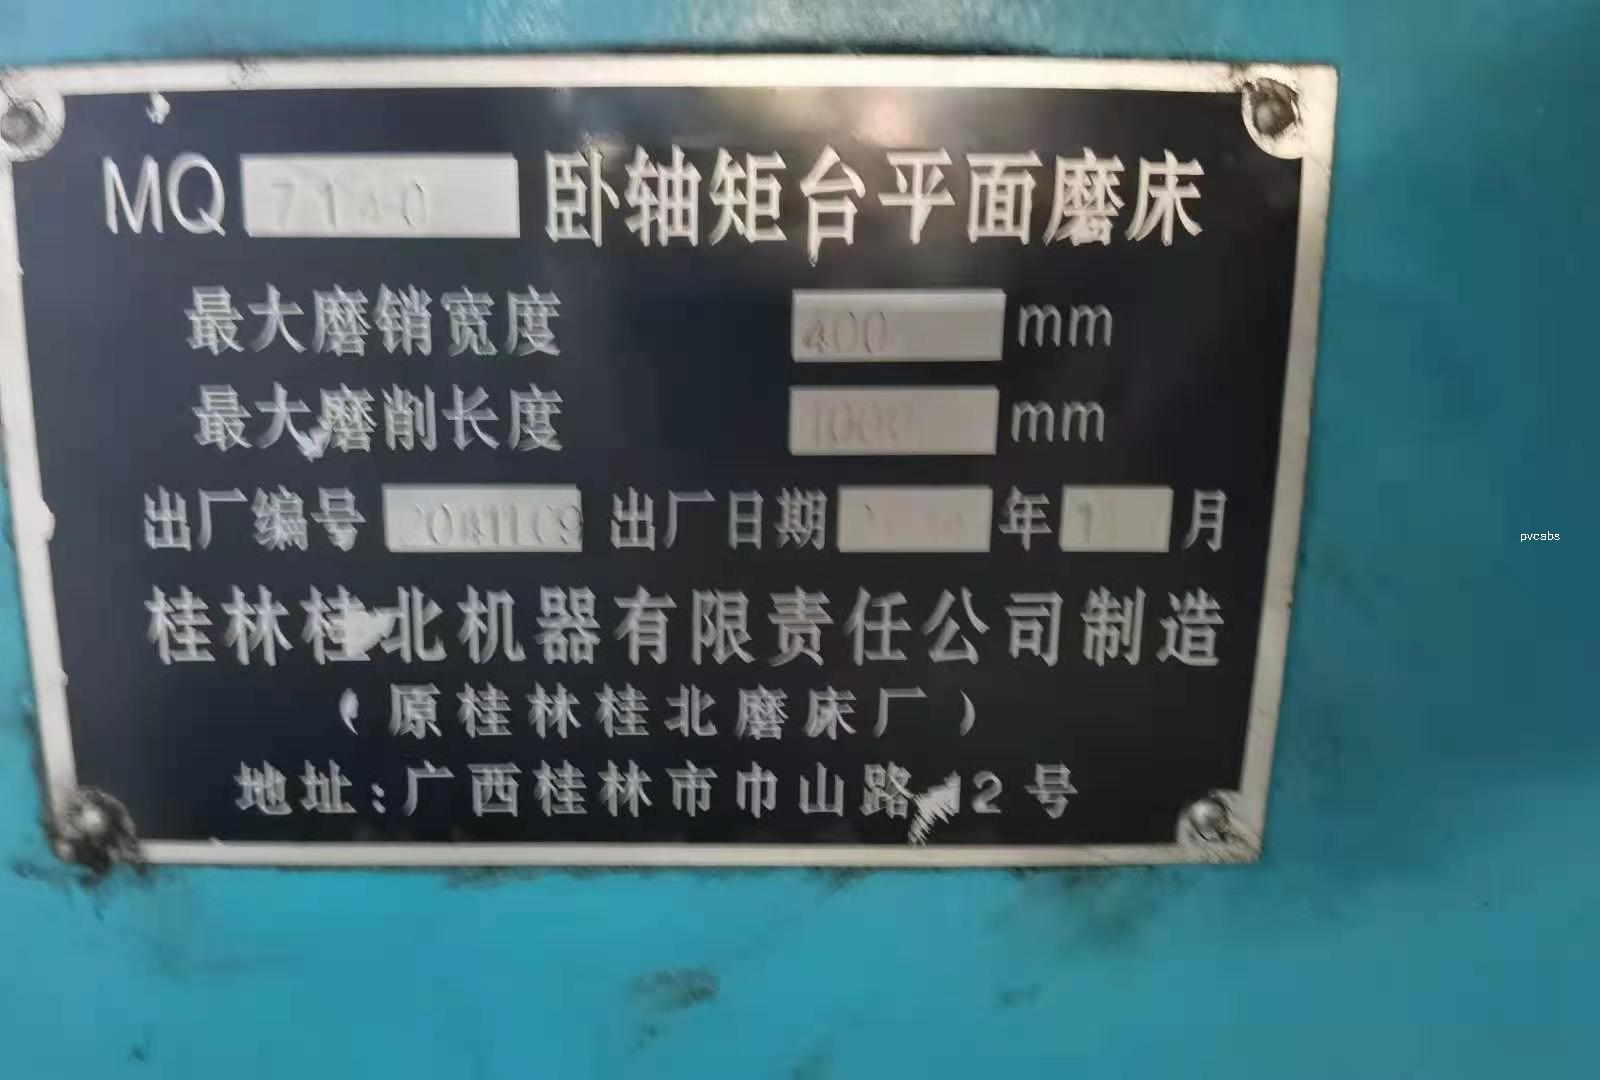 MQ 7140 卧轴矩台平面磨床
最大磨销宽度 400 mm
最大磨削长度 1000 mm
出厂编号 出厂日期 年 11 月
桂林桂北机器有限责任公司制造
（原桂林桂北磨床厂）
地址:广西桂林市巾山路12号
pvcabs